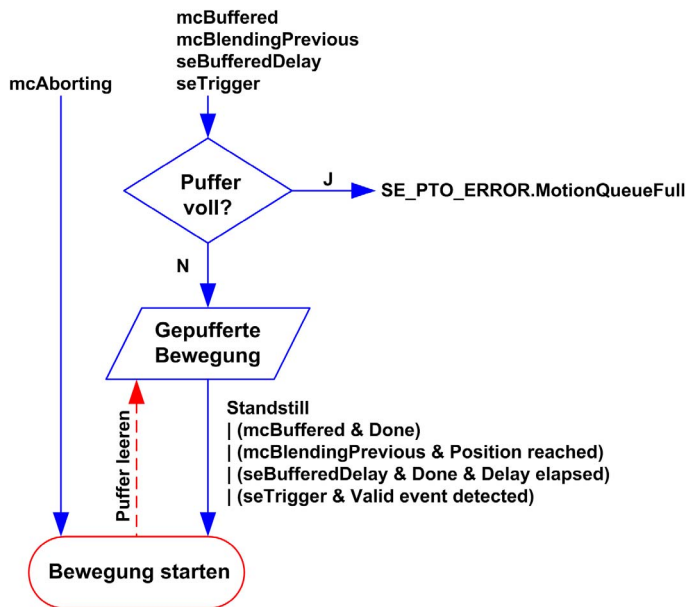 mcBuffered
mcBlendingPrevious
seBufferedDelay
seTrigger
mcAborting
Puffer
voll?
J
SE_PTO_ERROR.MotionQueueFull
N
Gepufferte
Bewegung
Puffer leeren
Standstill
| (mcBuffered & Done)
| (mcBlendingPrevious & Position reached)
| (seBufferedDelay & Done & Delay elapsed)
| (seTrigger & Valid event detected)
Bewegung starten